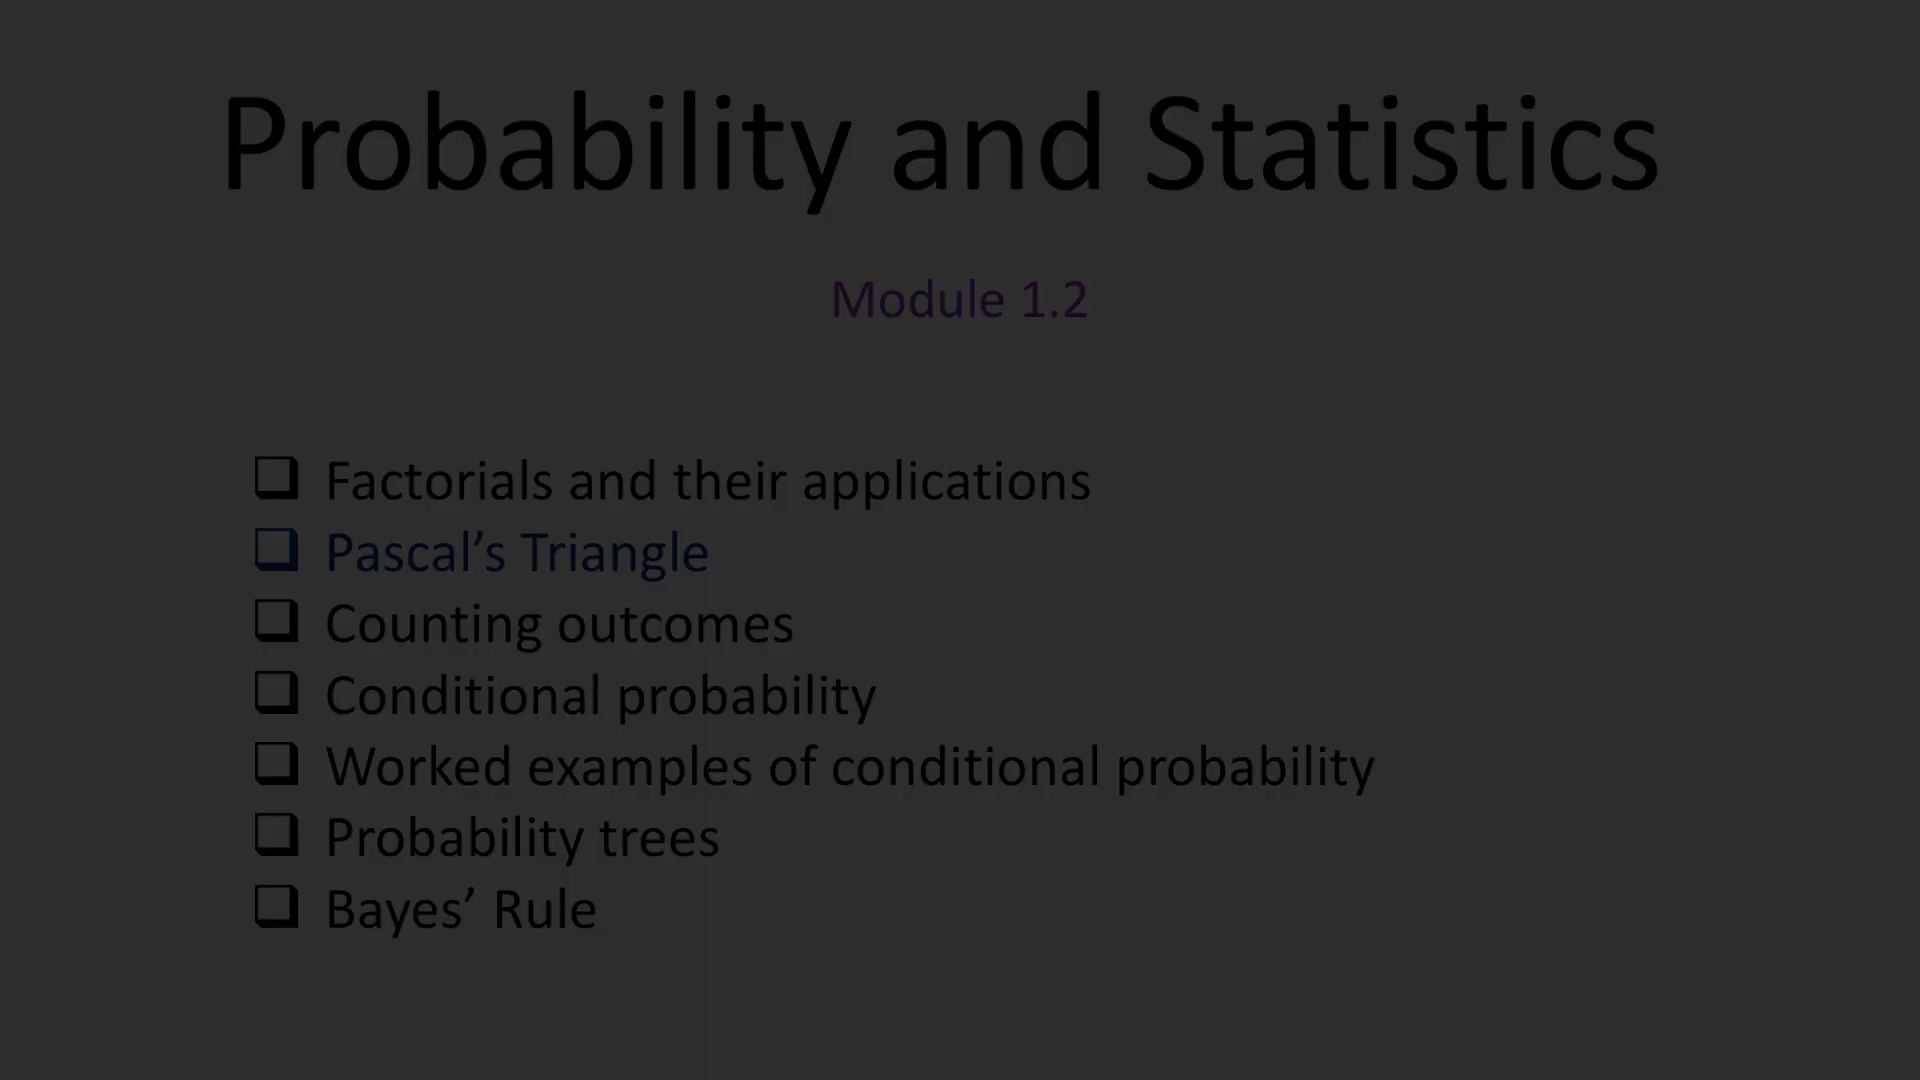 Probability and Statistics
Module 1.2
❑ Factorials and their applications
❑ Pascal’s Triangle
❑ Counting outcomes
❑ Conditional probability
❑ Worked examples of conditional probability
❑ Probability trees
❑ Bayes’ Rule